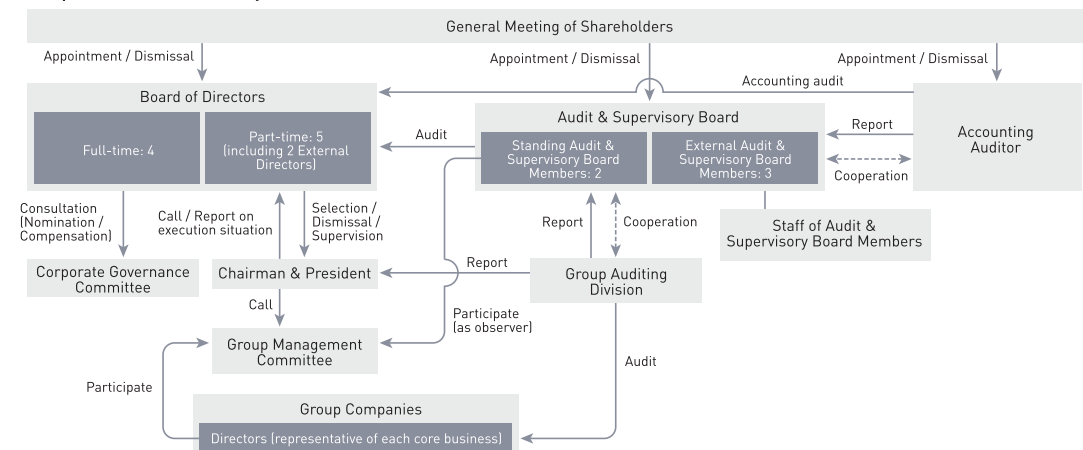 General Meeting of Shareholders
Appointment / Dismissal
Appointment / Dismissal
Appointment / Dismissal
Accounting audit
Board of Directors
Full-time: 4
Part-time: 5
(including 2 External
Directors)
Audit
Audit & Supervisory Board
Standing Audit &
Supervisory Board
Members: 2
External Audit &
Supervisory Board
Members: 3
Report
Cooperation
Accounting
Auditor
Consultation
(Nomination /
Compensation)
Call / Report on
execution situation
Selection /
Dismissal /
Supervision
Report
Cooperation
Staff of Audit &
Supervisory Board Members
Corporate Governance
Committee
Chairman & President
Report
Group Auditing
Division
Call
Participate
(as observer)
Group Management
Committee
Audit
Participate
Group Companies
Directors (representative of each core business)